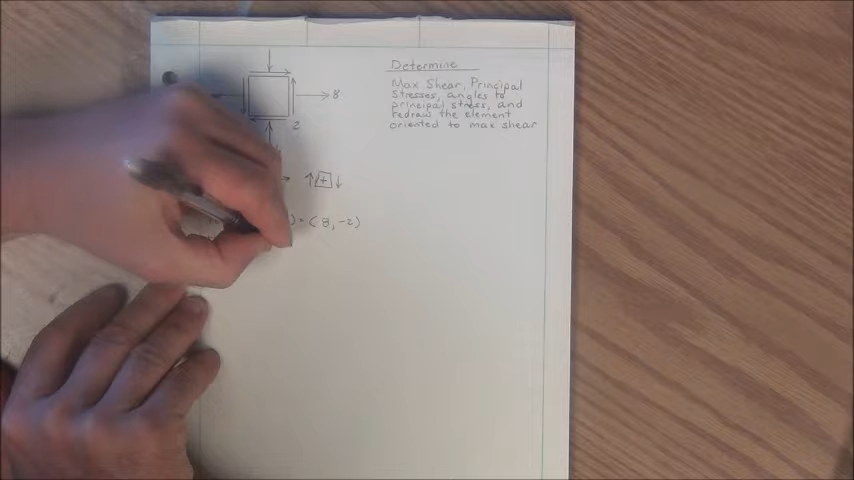 Determine
8
Max Shear, Principal
Stresses, angles to
principal stress, and
redraw the element
oriented to max shear
2
+
) = (8, -2)